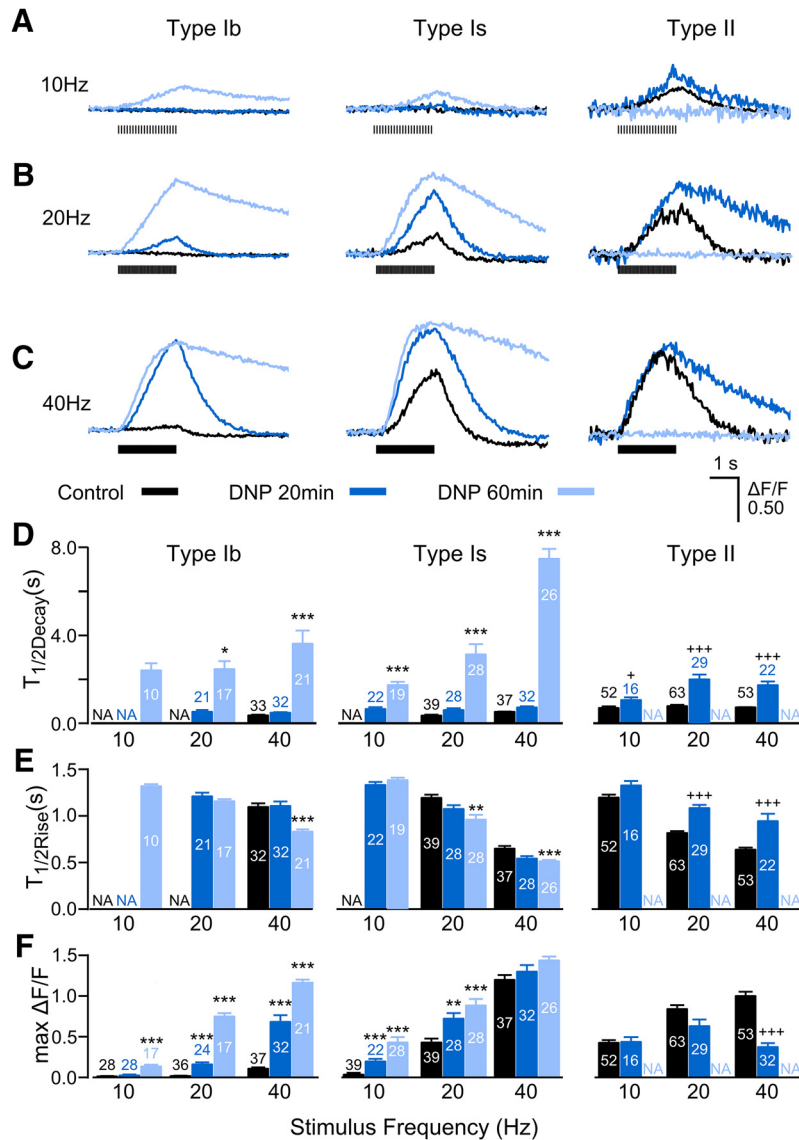 A Type Ib Type Is Type II
10Hz
B
20Hz
C
40Hz
1 s
ΔF/F
0.50
Control DNP 20min DNP 60min
D Type Ib Type Is Type II
8.0
4.0
0.0
T1/2Decay(s)
NA NA 10 NA 21 * 17 33 32 *** 21
NA 22 *** 19 39 28 *** 28 37 32 *** 26
52 + 16 NA 63 +++ 29 NA 53 +++ 22 NA
10 20 40 10 20 40 10 20 40
E
1.5
1.0
0.5
0.0
T1/2Rise(s)
NA NA 10 NA 21 17 32 32 *** 21
NA 22 19 39 28 ** 28 37 28 *** 26
52 16 NA 63 +++ 29 NA 53 +++ 22 NA
10 20 40 10 20 40 10 20 40
F
1.5
1.0
0.5
0.0
max ΔF/F
28 28 *** 17 36 *** 24 *** 17 37 *** 32 *** 21
39 *** 22 *** 28 39 ** 28 *** 28 37 32 26
52 16 NA 63 29 NA 53 +++ 32 NA
10 20 40 10 20 40 10 20 40
Stimulus Frequency (Hz)